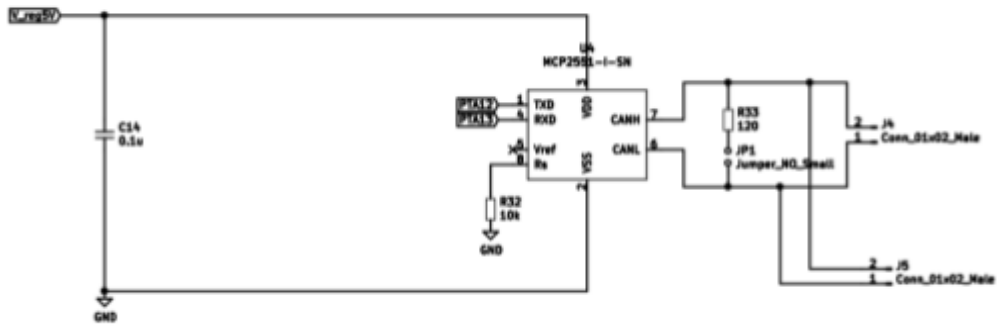 V_reg5V
U4
MCP2551-I-SN
3
VDD
PTA12
1
TXD
PTA13
4
RXD
CANH
7
5
Vref
CANL
6
8
Rs
VSS
2
C14
0.1u
R33
120
JP1
Jumper_NO_Small
2
J4
1
Conn_01x02_Male
R32
10k
GND
2
J5
1
Conn_01x02_Male
GND